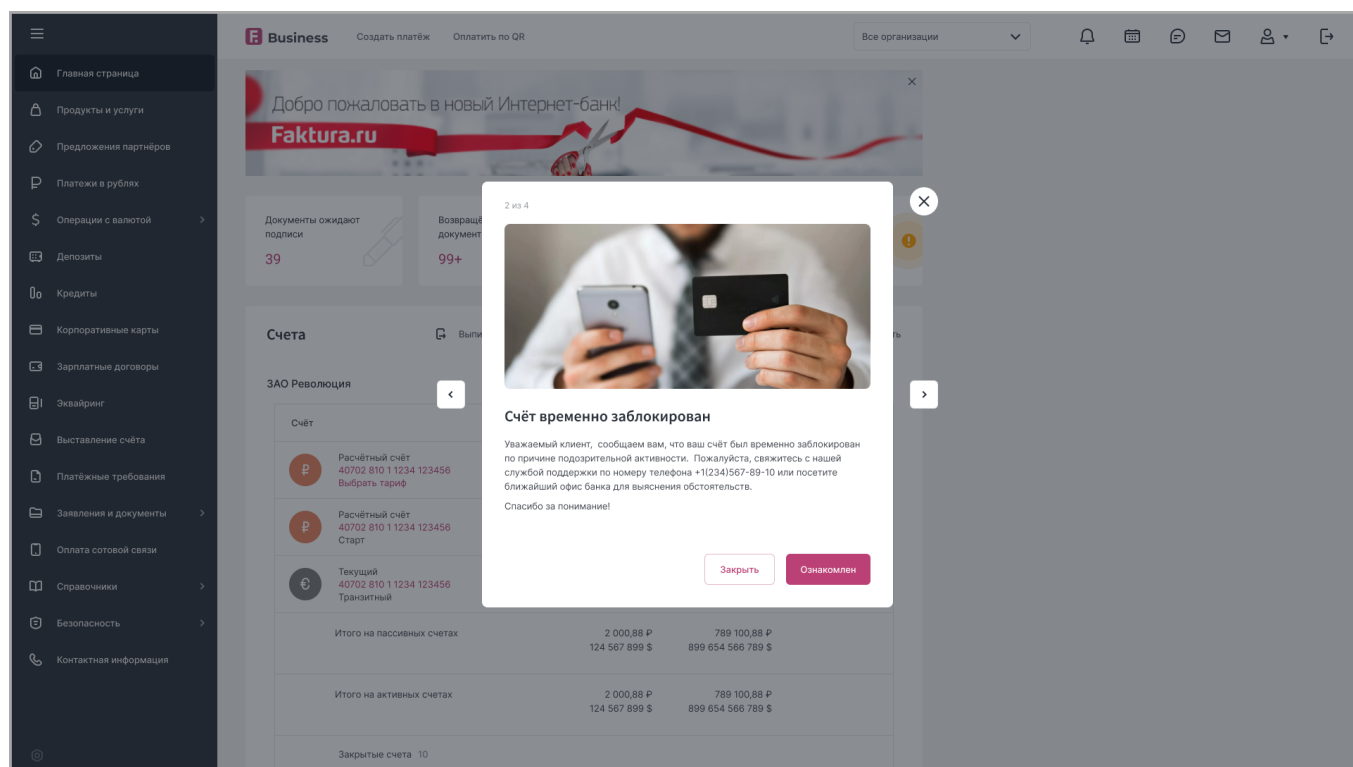 Business
Создать платёж
Оплатить по QR
Все организации
Главная страница
Продукты и услуги
Предложения партнёров
Платежи в рублях
Операции с валютой
Депозиты
Кредиты
Корпоративные карты
Зарплатные договоры
Эквайринг
Выставление счёта
Платёжные требования
Заявления и документы
Оплата сотовой связи
Справочники
Безопасность
Контактная информация
Добро пожаловать в новый Интернет-банк!
Faktura.ru
Документы ожидают
подписи
39
99+
Счета
ЗАО Революция
Счёт
Расчётный счёт
40702 810 1 1234 123456
Выбрать тариф
Расчётный счёт
40702 810 1 1234 123456
Старт
Текущий
40702 810 1 1234 123456
Транзитный
Итого на пассивных счетах 2 000,88 ₽ 789 100,88 ₽
124 567 899 $ 899 654 566 789 $
Итого на активных счетах 2 000,88 ₽ 789 100,88 ₽
124 567 899 $ 899 654 566 789 $
Закрытые счета 10
2 из 4
Счёт временно заблокирован
Уважаемый клиент, сообщаем вам, что ваш счёт был временно заблокирован
по причине подозрительной активности. Пожалуйста, свяжитесь с нашей
службой поддержки по номеру телефона +1(234)567-89-10 или посетите
ближайший офис банка для выяснения обстоятельств.
Спасибо за понимание!
Закрыть
Ознакомлен